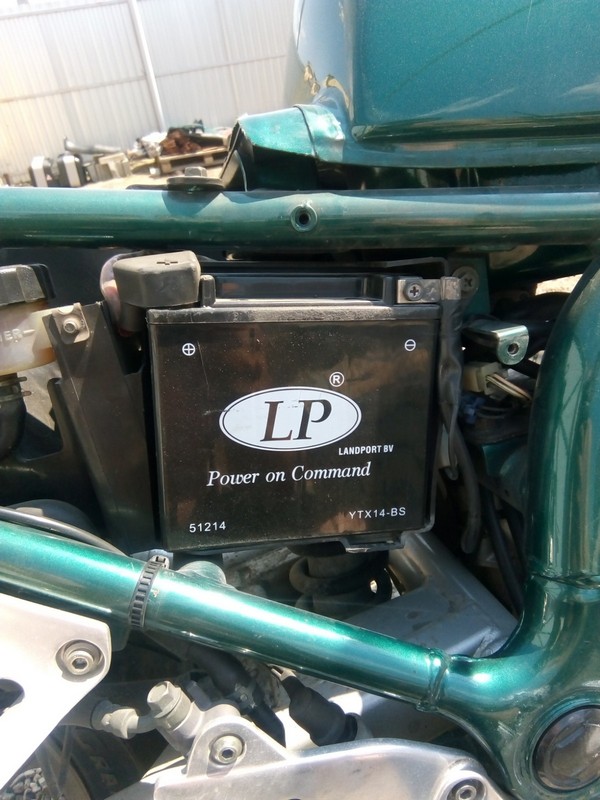 ®
LP
LANDPORT BV
Power on Command
51214
YTX14-BS